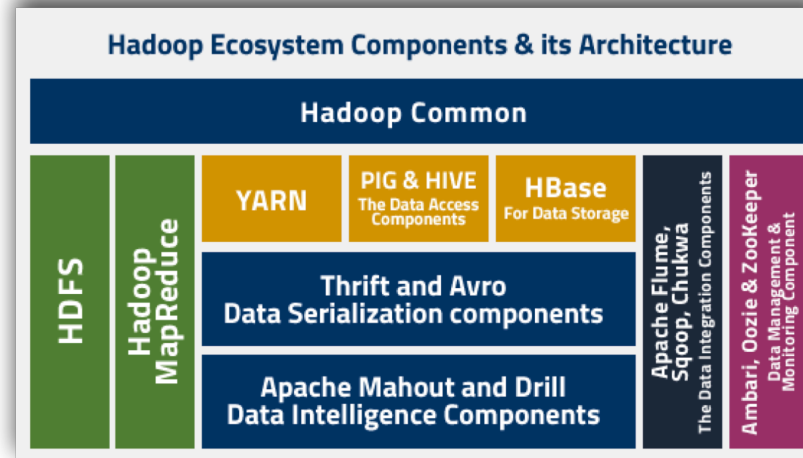 Hadoop Ecosystem Components & its Architecture
Hadoop Common
HDFS
Hadoop
MapReduce
YARN
PIG & HIVE
The Data Access
Components
HBase
For Data Storage
Thrift and Avro
Data Serialization components
Apache Mahout and Drill
Data Intelligence Components
Apache Flume,
Sqoop, Chukwa
The Data Integration Components
Ambari, Oozie & ZooKeeper
Data Management &
Monitoring Component